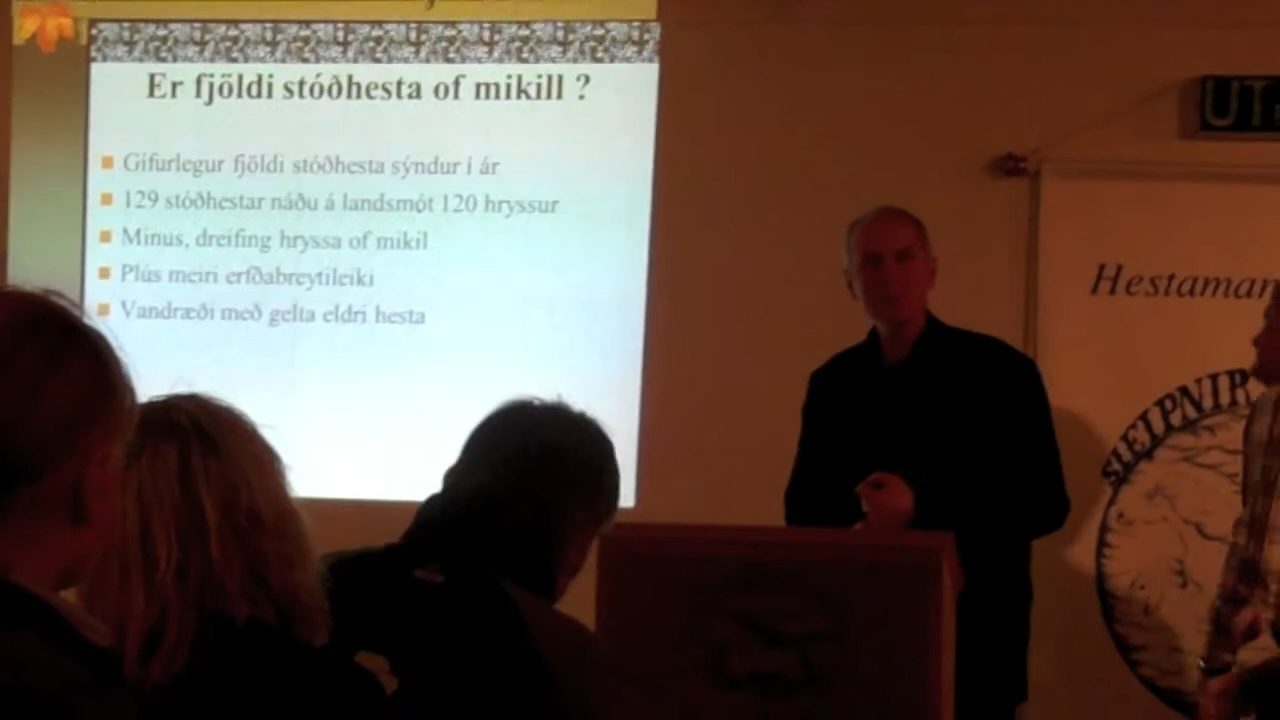 Er fjöldi stóðhesta of mikill ?
Gífurlegur fjöldi stóðhesta sýndur í ár
129 stóðhestar náðu á landsmót 120 hryssur
Mínus, dreifing hryssa of mikil
Plús meiri erfðabreytileiki
Vandræði með gelta eldri hesta
ÚT
Hestaman
SLEIPNIR